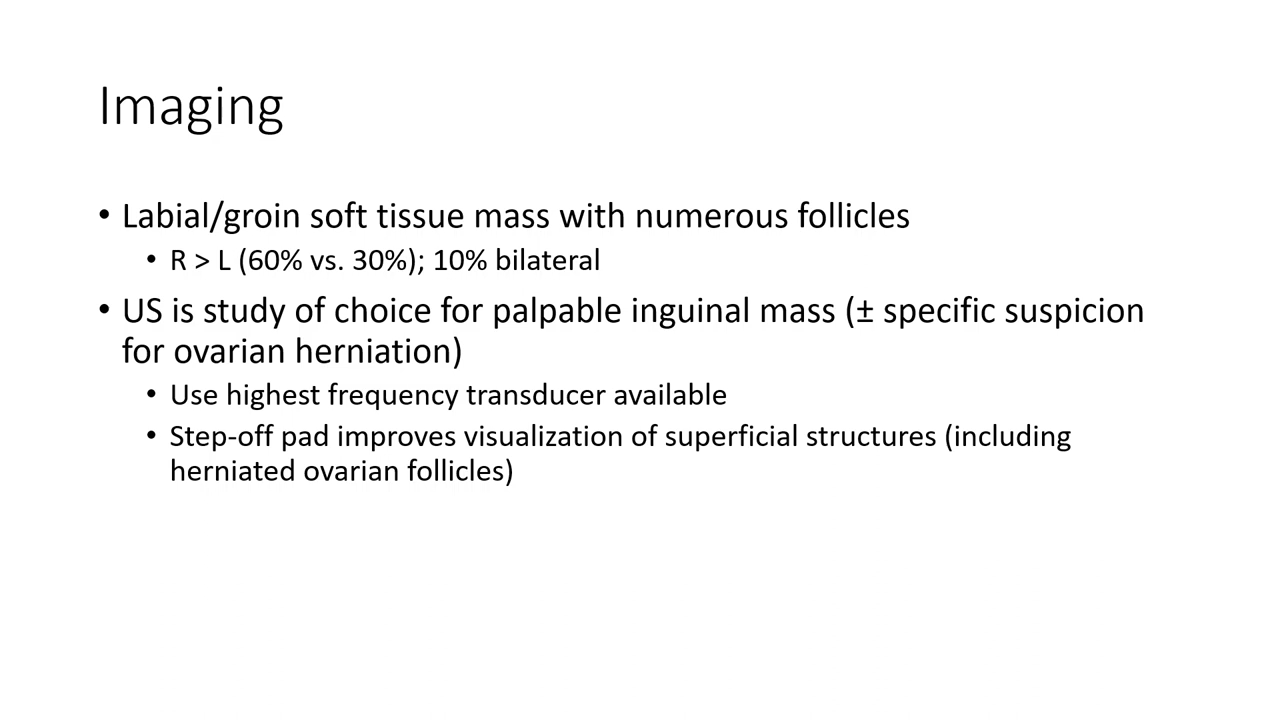 Imaging
• Labial/groin soft tissue mass with numerous follicles
• R > L (60% vs. 30%); 10% bilateral
• US is study of choice for palpable inguinal mass (± specific suspicion
for ovarian herniation)
• Use highest frequency transducer available
• Step-off pad improves visualization of superficial structures (including
herniated ovarian follicles)